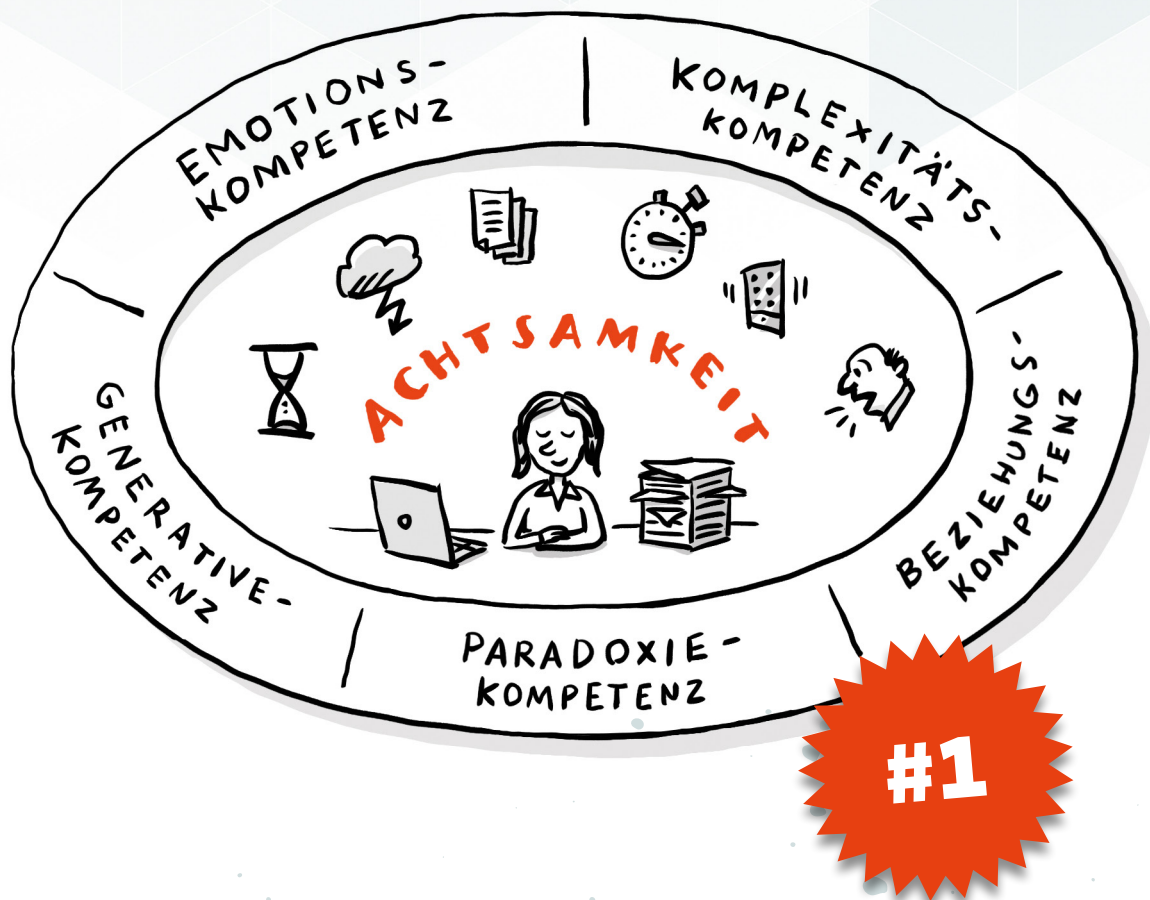 EMOTIONS-
KOMPETENZ
KOMPLEXITÄTS-
KOMPETENZ
ACHTSAMKEIT
GENERATIVE-
KOMPETENZ
BEZIEHUNGS-
KOMPETENZ
PARADOXIE-
KOMPETENZ
#1